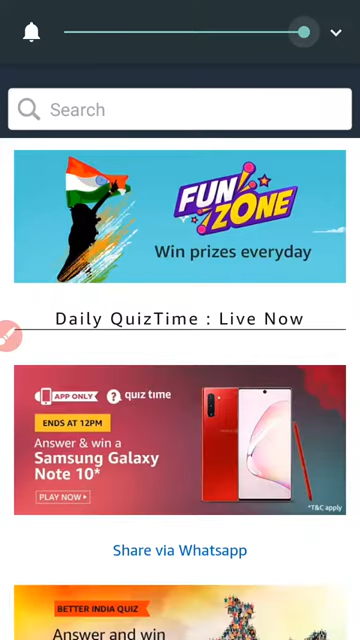 Search
FUN
ZONE
Win prizes everyday
Daily QuizTime : Live Now
APP ONLY
quiz time
ENDS AT 12PM
Answer & win a
Samsung Galaxy
Note 10*
PLAY NOW
*T&C apply
Share via Whatsapp
BETTER INDIA QUIZ
Answer and win